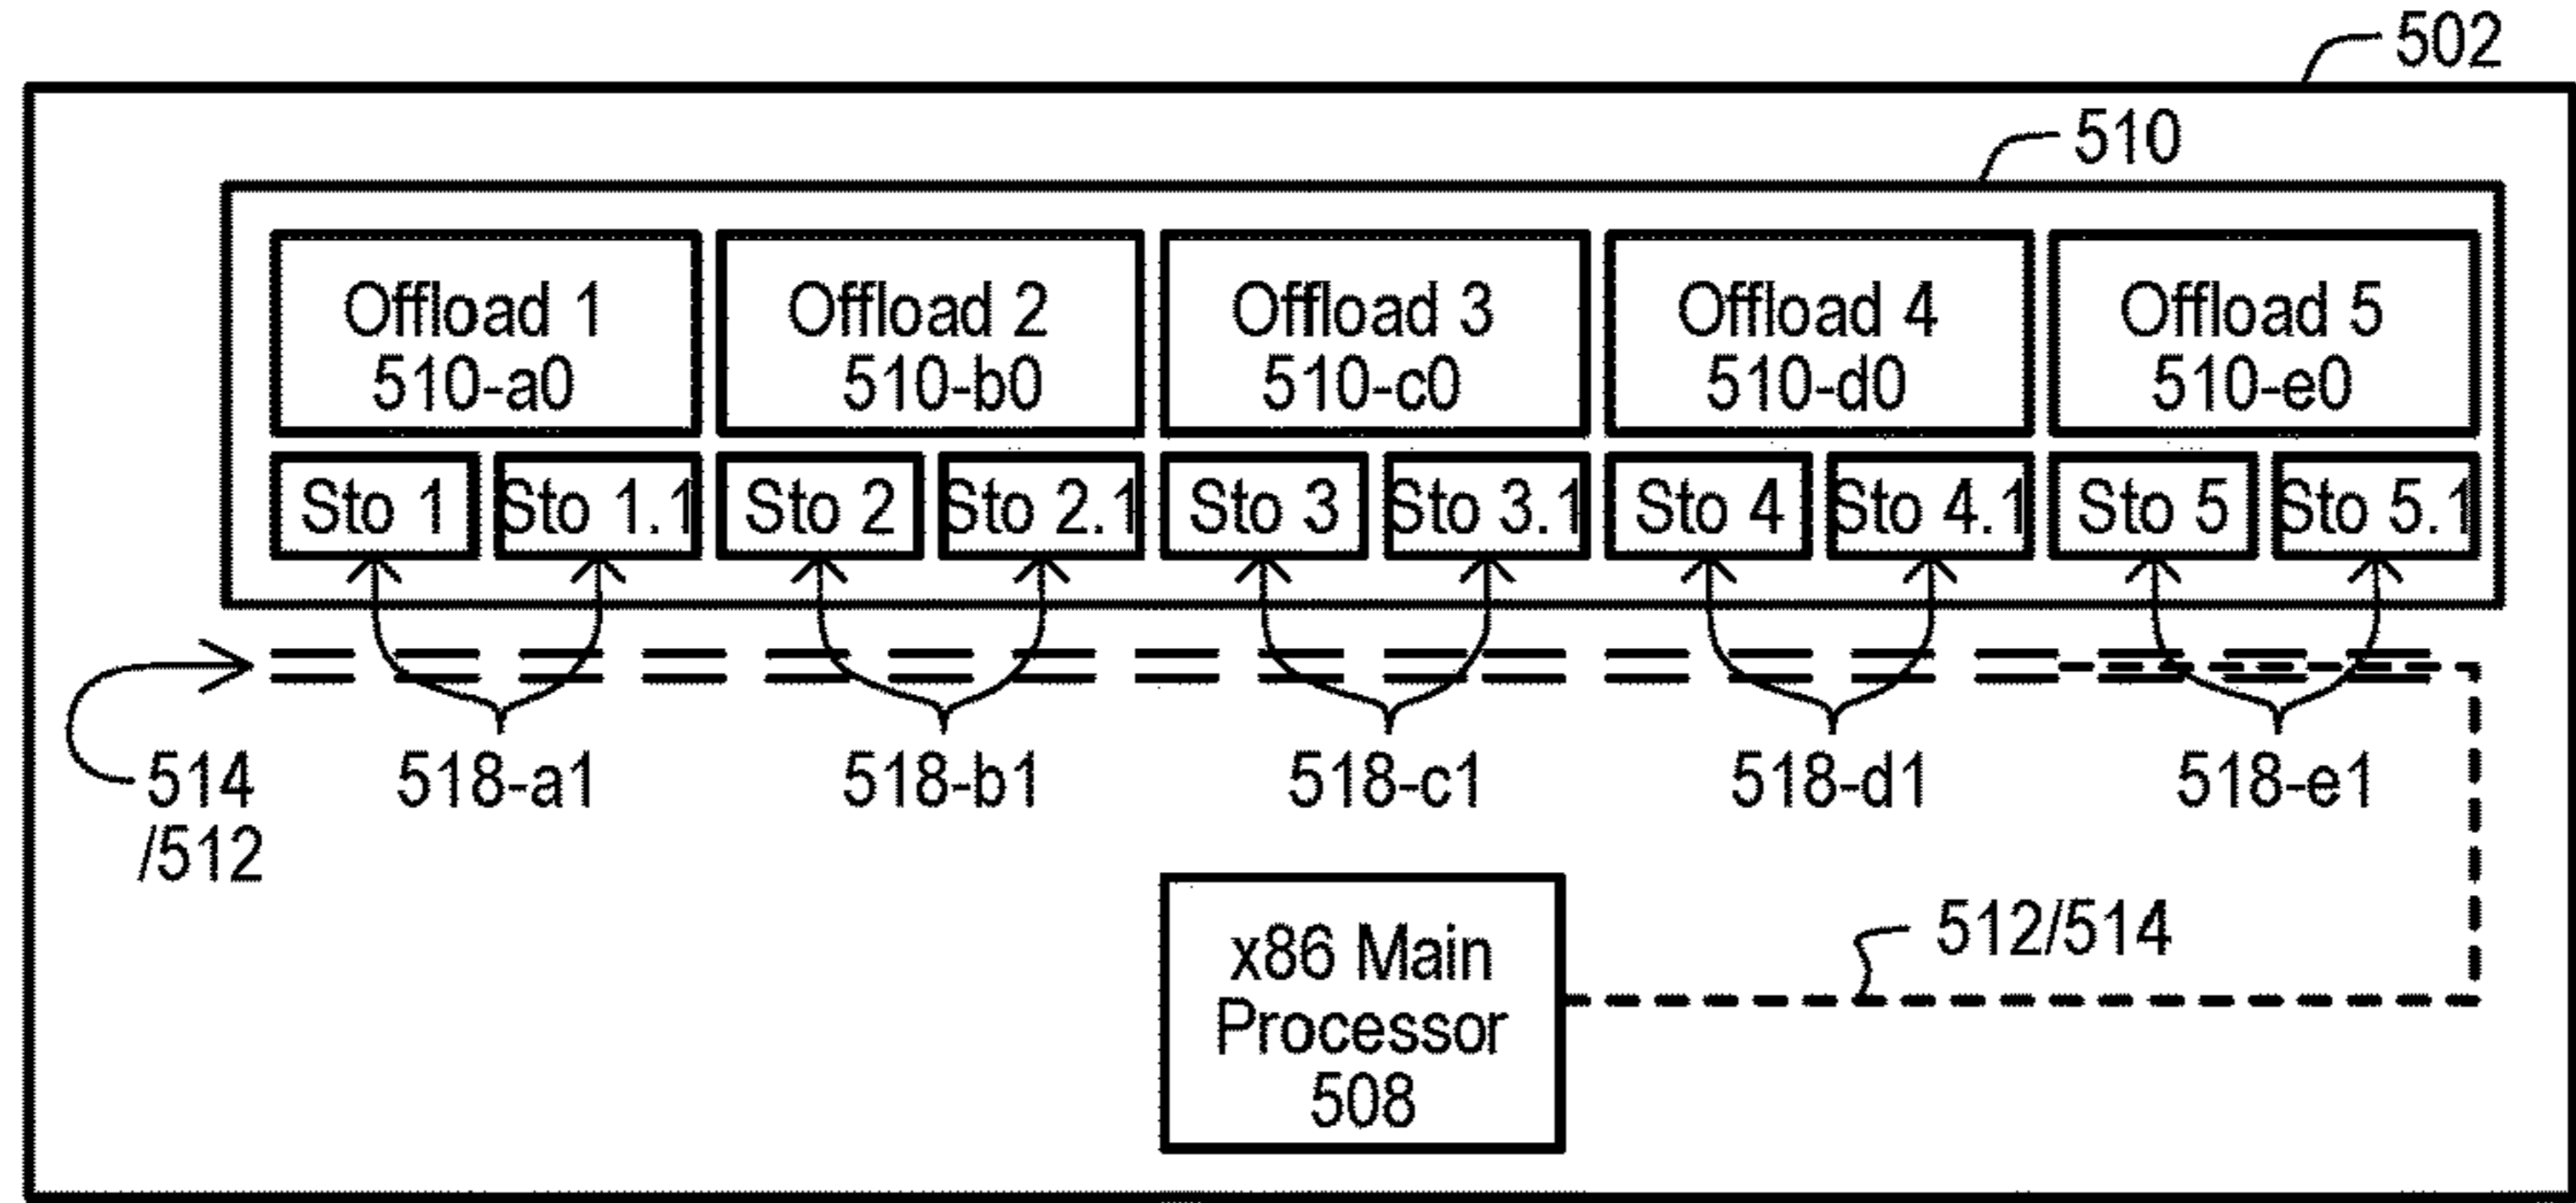 502
510
Offload 1
510-a0
Offload 2
510-b0
Offload 3
510-c0
Offload 4
510-d0
Offload 5
510-e0
Sto 1
Sto 1.1
Sto 2
Sto 2.1
Sto 3
Sto 3.1
Sto 4
Sto 4.1
Sto 5
Sto 5.1
514
/512
518-a1
518-b1
518-c1
518-d1
518-e1
x86 Main
Processor
508
512/514